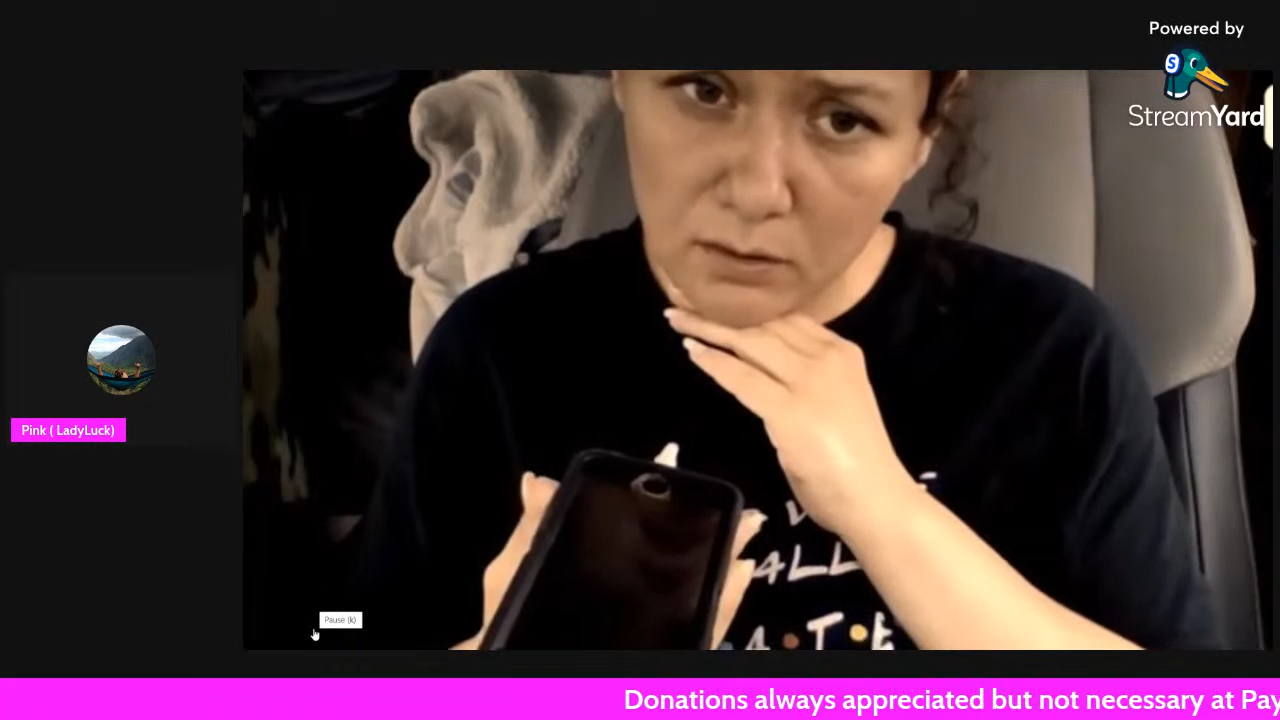 Powered by
StreamYard
Pink ( LadyLuck)
Pause (k)
Donations always appreciated but not necessary at Pay